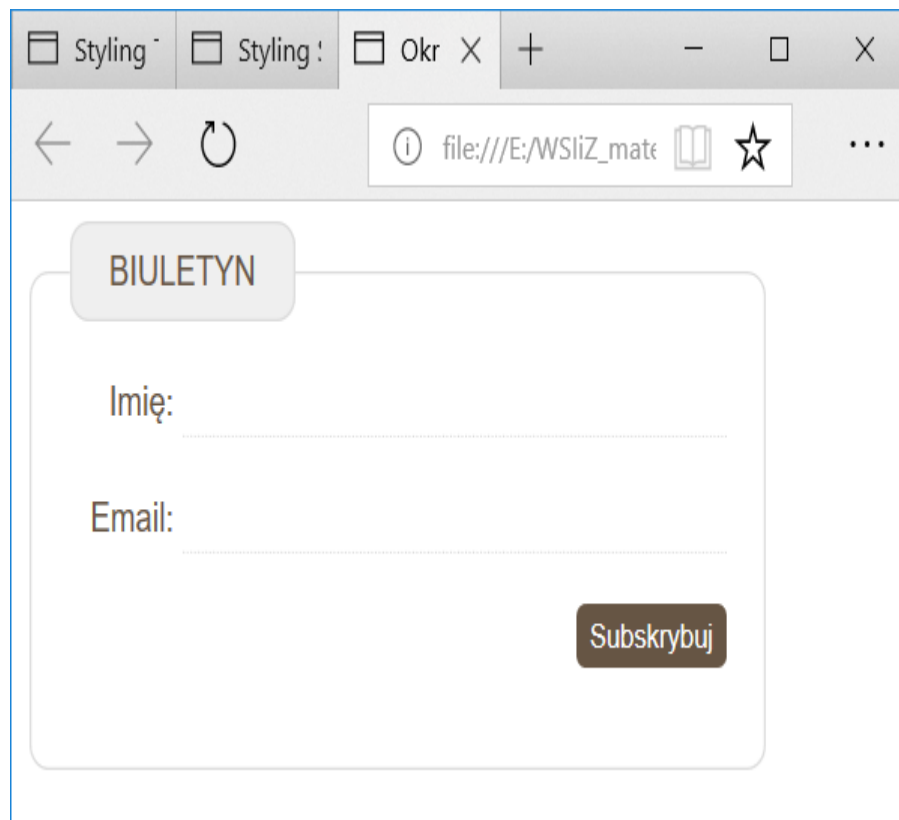 Styling Styling Okr
file:///E:/WSIiZ_mate
BIULETYN
Imię:
Email:
Subskrybuj